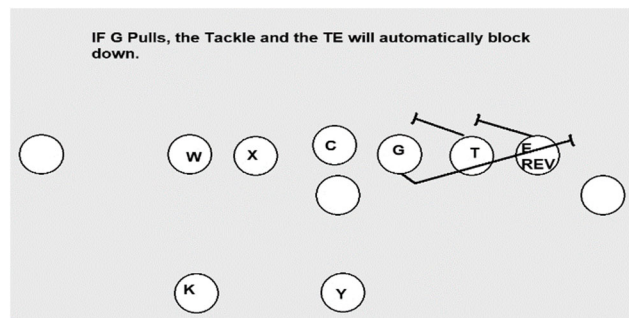 IF G Pulls, the Tackle and the TE will automatically block
down.
W X C G T E
REV
K Y